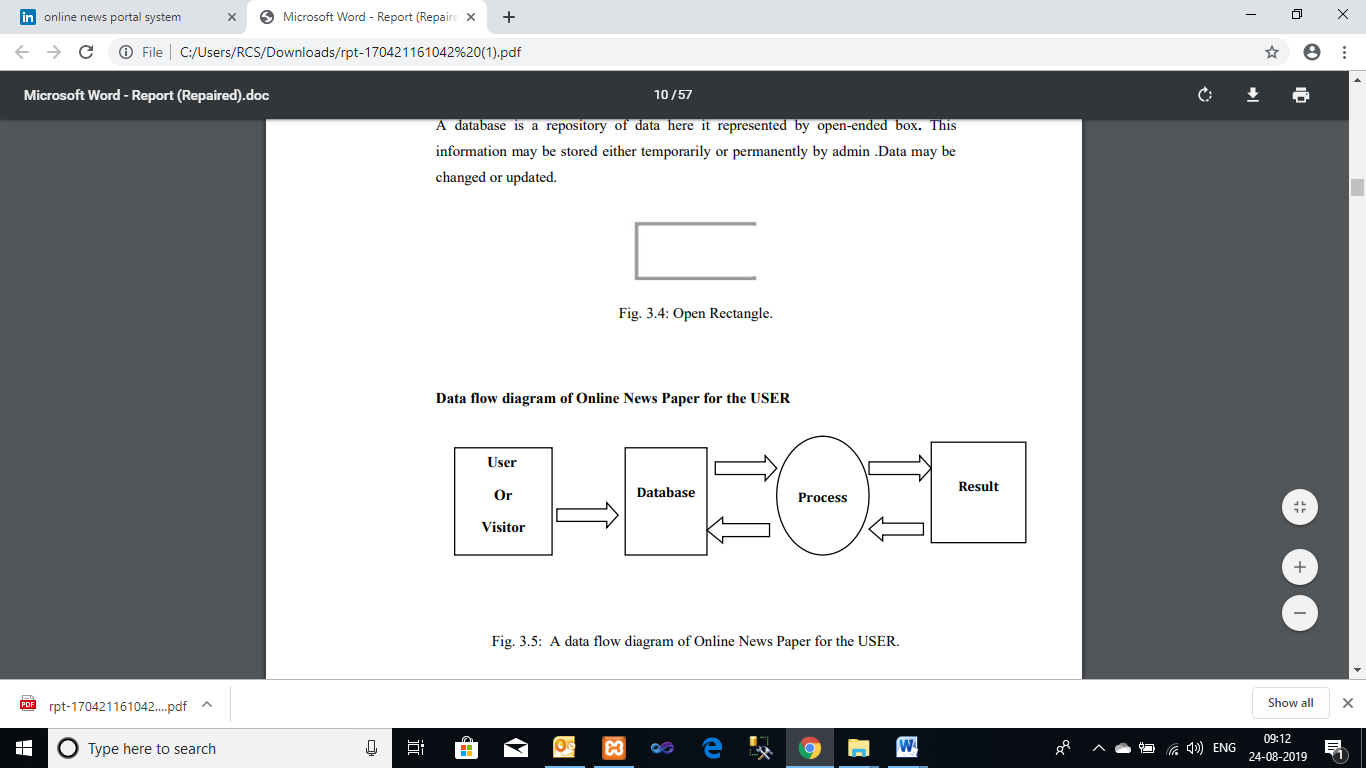 online news portal system
Microsoft Word - Report (Repaire
File
C:/Users/RCS/Downloads/rpt-170421161042%20(1).pdf
Microsoft Word - Report (Repaired).doc
10 / 57
A database is a repository of data here it represented by open-ended box. This
information may be stored either temporarily or permanently by admin .Data may be
changed or updated.
Fig. 3.4: Open Rectangle.
Data flow diagram of Online News Paper for the USER
User
Or
Visitor
Database
Process
Result
Fig. 3.5:  A data flow diagram of Online News Paper for the USER.
PDF
rpt-170421161042....pdf
Show all
Type here to search
ENG
09:12
24-08-2019
1